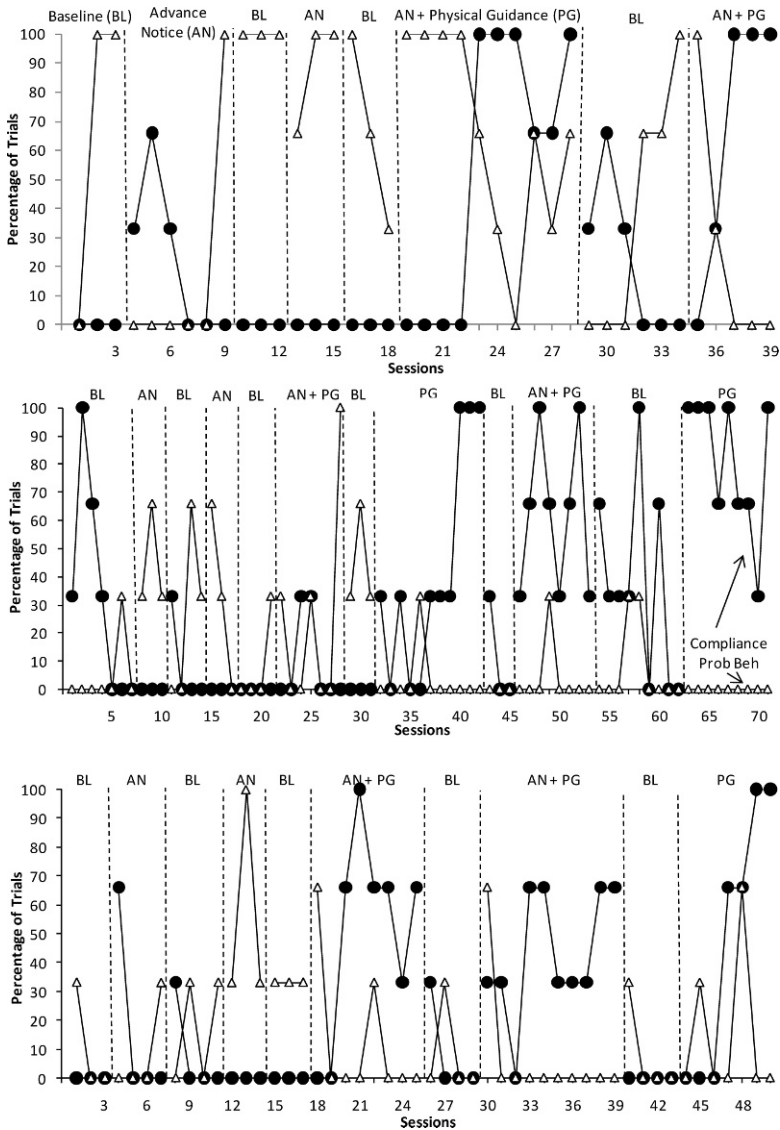 Baseline (BL) Advance Notice (AN) BL AN BL AN + Physical Guidance (PG) BL AN + PG
Percentage of Trials
100
90
80
70
60
50
40
30
20
10
0
3 6 9 12 15 18 21 24 27 30 33 36 39
Sessions
BL AN BL AN BL AN + PG BL PG BL AN + PG BL PG
Percentage of Trials
100
90
80
70
60
50
40
30
20
10
0
Compliance
Prob Beh
5 10 15 20 25 30 35 40 45 50 55 60 65 70
Sessions
BL AN BL AN BL AN + PG BL AN + PG BL PG
Percentage of Trials
100
90
80
70
60
50
40
30
20
10
0
3 6 9 12 15 18 21 24 27 30 33 36 39 42 45 48
Sessions